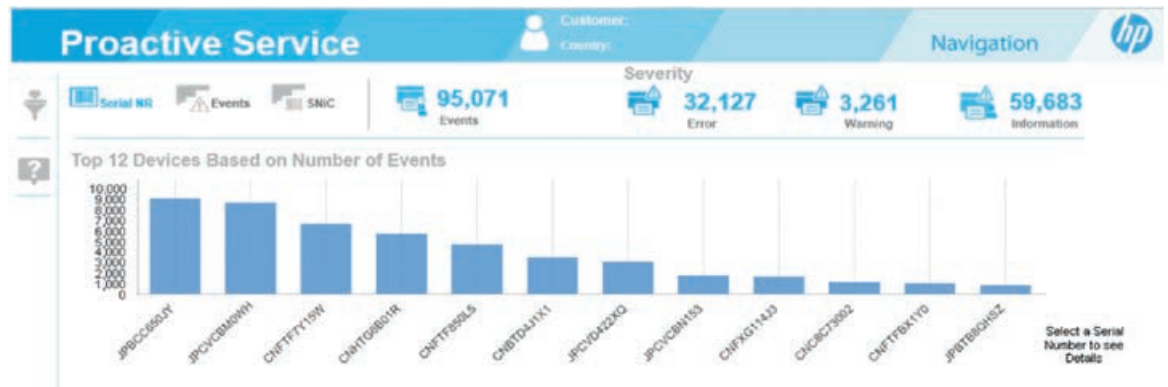 Proactive Service
Customer:
Country:
Navigation
hp
Severity
Serial NR
Events
SNIC
95,071
Events
32,127
Error
3,261
Warning
59,683
Information
Top 12 Devices Based on Number of Events
10,000
9,000
8,000
7,000
6,000
5,000
4,000
3,000
2,000
1,000
0
JPBCC650JY
JPCVCBM0WH
CNFTF7Y15W
CNHTG6B01R
CNFTF850L5
CNBTD4J1X1
JPCVD422XQ
JPCVCBN153
CNFXG114J3
CNC8C73002
CNFTFBX1Y0
JPBTB8QHSZ
Select a Serial
Number to see
Details